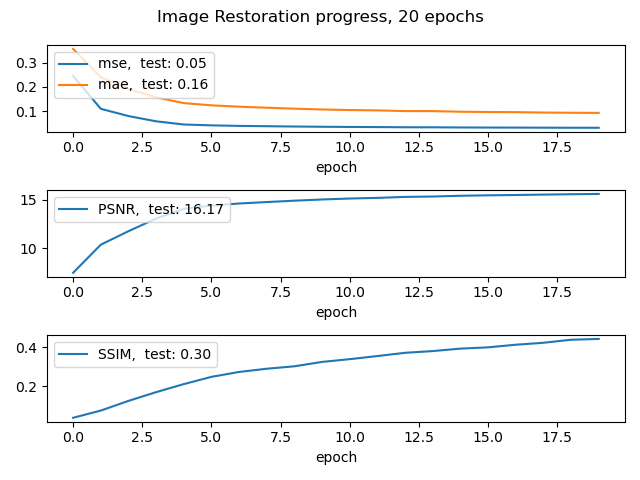 Image Restoration progress, 20 epochs
0.3
0.2
0.1
mse,  test: 0.05
mae,  test: 0.16
0.0 2.5 5.0 7.5 10.0 12.5 15.0 17.5
epoch
15
10
PSNR,  test: 16.17
0.0 2.5 5.0 7.5 10.0 12.5 15.0 17.5
epoch
0.4
0.2
SSIM,  test: 0.30
0.0 2.5 5.0 7.5 10.0 12.5 15.0 17.5
epoch